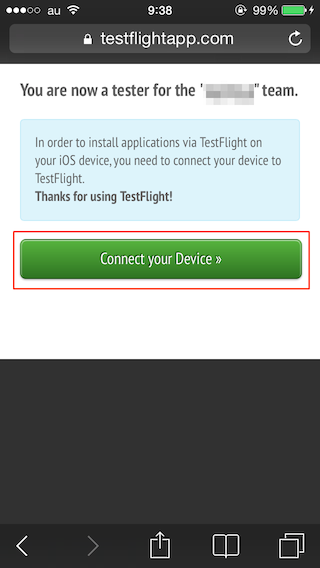 au 9:38 99%
testflightapp.com
You are now a tester for the " " team.
In order to install applications via TestFlight on
your iOS device, you need to connect your device to
TestFlight.
Thanks for using TestFlight!
Connect your Device »